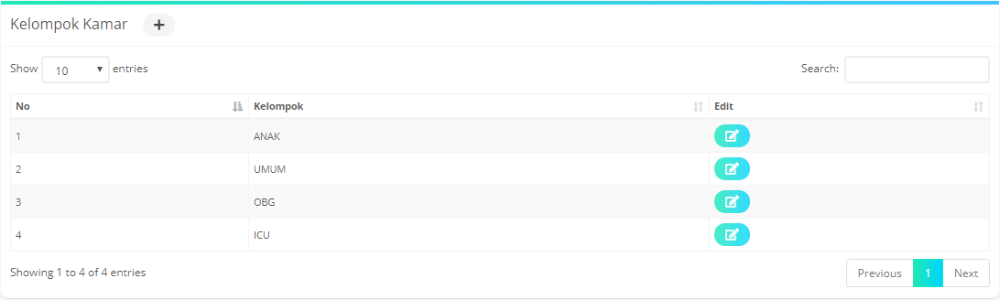 Kelompok Kamar +
Show 10 entries Search:
No Kelompok Edit
1 ANAK
2 UMUM
3 OBG
4 ICU
Showing 1 to 4 of 4 entries Previous 1 Next